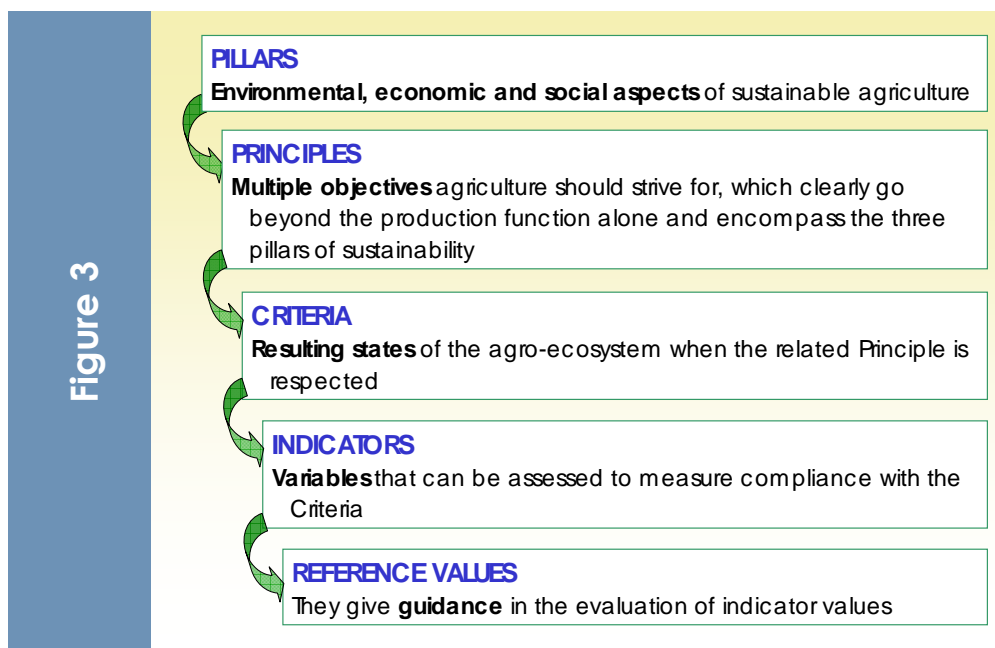 Figure 3
PILLARS
Environmental, economic and social aspects of sustainable agriculture
PRINCIPLES
Multiple objectives agriculture should strive for, which clearly go
beyond the production function alone and encompass the three
pillars of sustainability
CRITERIA
Resulting states of the agro-ecosystem when the related Principle is
respected
INDICATORS
Variables that can be assessed to measure compliance with the
Criteria
REFERENCE VALUES
They give guidance in the evaluation of indicator values